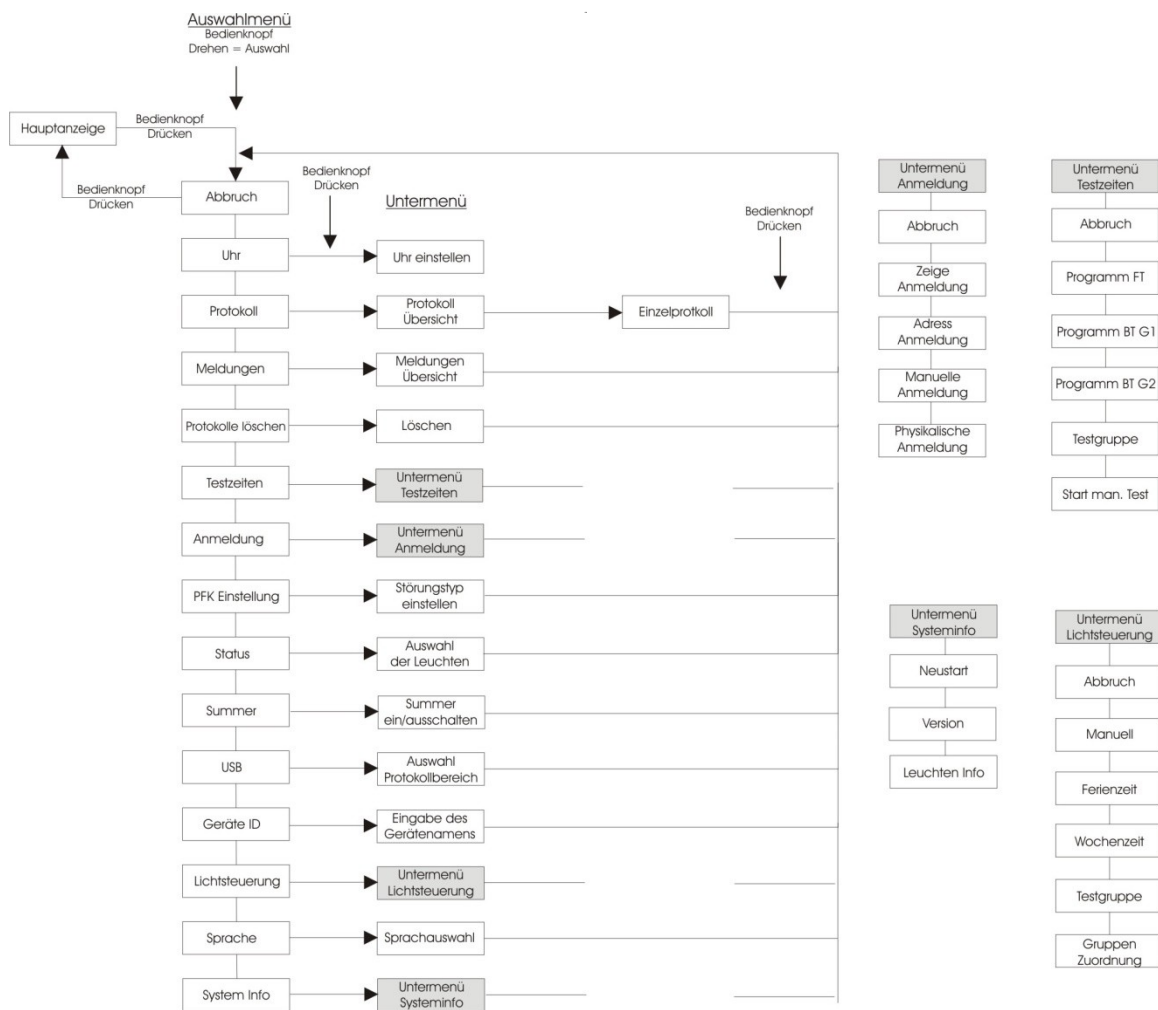 Auswahlmenü
Bedienknopf
Drehen = Auswahl
Hauptanzeige
Bedienknopf
Drücken
Bedienknopf
Drücken
Abbruch
Bedienknopf
Drücken
Untermenü
Bedienknopf
Drücken
Uhr
Uhr einstellen
Protokoll
Protokoll
Übersicht
Einzelprotkoll
Meldungen
Meldungen
Übersicht
Protokolle löschen
Löschen
Testzeiten
Untermenü
Testzeiten
Anmeldung
Untermenü
Anmeldung
PFK Einstellung
Störungstyp
einstellen
Status
Auswahl
der Leuchten
Summer
Summer
ein/ausschalten
USB
Auswahl
Protokollbereich
Geräte ID
Eingabe des
Gerätenamens
Lichtsteuerung
Untermenü
Lichtsteuerung
Sprache
Sprachauswahl
System Info
Untermenü
Systeminfo
Untermenü
Anmeldung
Abbruch
Zeige
Anmeldung
Adress
Anmeldung
Manuelle
Anmeldung
Physikalische
Anmeldung
Untermenü
Testzeiten
Abbruch
Programm FT
Programm BT G1
Programm BT G2
Testgruppe
Start man. Test
Untermenü
Systeminfo
Neustart
Version
Leuchten Info
Untermenü
Lichtsteuerung
Abbruch
Manuell
Ferienzeit
Wochenzeit
Testgruppe
Gruppen
Zuordnung